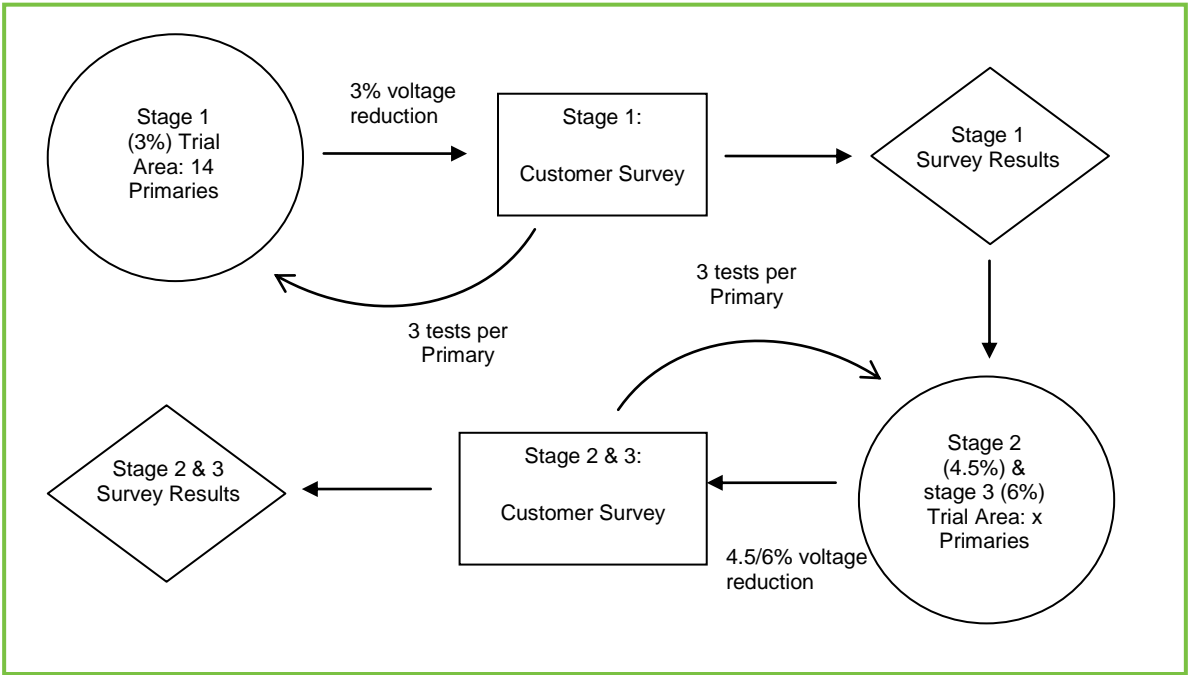 Stage 1
(3%) Trial
Area: 14
Primaries
3% voltage
reduction
Stage 1:
Customer Survey
Stage 1
Survey Results
3 tests per
Primary
3 tests per
Primary
Stage 2
(4.5%) &
stage 3 (6%)
Trial Area: x
Primaries
4.5/6% voltage
reduction
Stage 2 & 3:
Customer Survey
Stage 2 & 3
Survey Results